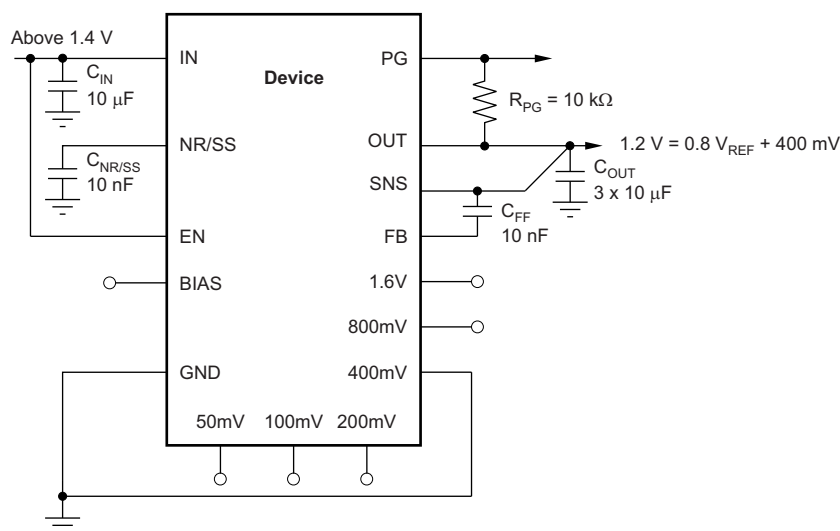 Above 1.4 V
IN
PG
Device
C_IN
10 μF
R_PG = 10 kΩ
NR/SS
OUT
1.2 V = 0.8 V_REF + 400 mV
C_NR/SS
10 nF
SNS
C_OUT
3 x 10 μF
C_FF
10 nF
EN
FB
BIAS
1.6V
800mV
GND
400mV
50mV 100mV 200mV